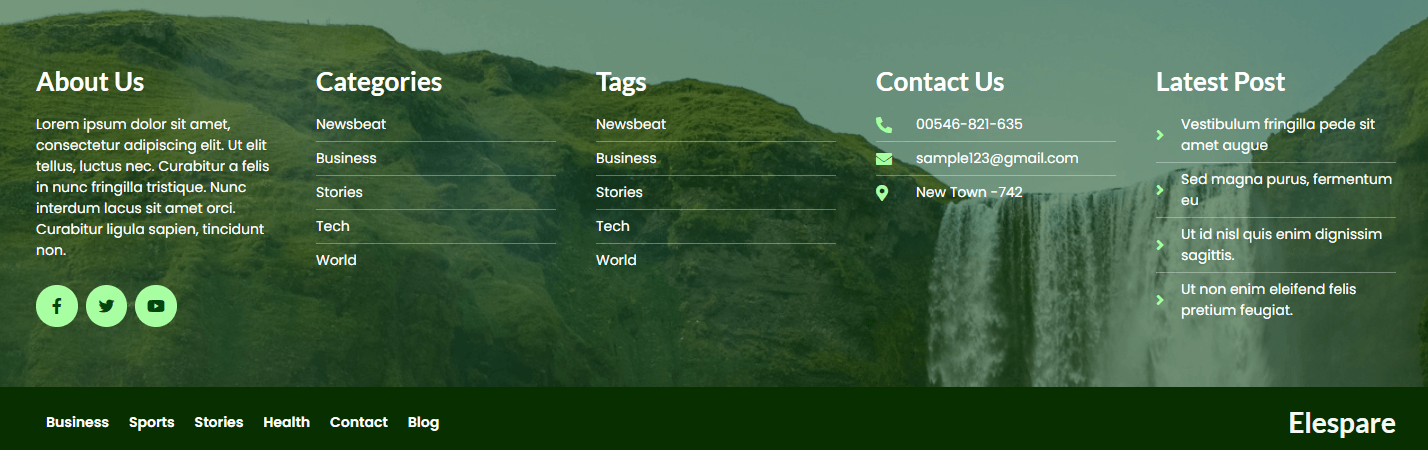 About Us
Lorem ipsum dolor sit amet,
consectetur adipiscing elit. Ut elit
tellus, luctus nec. Curabitur a felis
in nunc fringilla tristique. Nunc
interdum lacus sit amet orci.
Curabitur ligula sapien, tincidunt
non.
Categories
Newsbeat
Business
Stories
Tech
World
Tags
Newsbeat
Business
Stories
Tech
World
Contact Us
00546-821-635
sample123@gmail.com
New Town -742
Latest Post
Vestibulum fringilla pede sit
amet augue
Sed magna purus, fermentum
eu
Ut id nisl quis enim dignissim
sagittis.
Ut non enim eleifend felis
pretium feugiat.
Business Sports Stories Health Contact Blog
Elespare